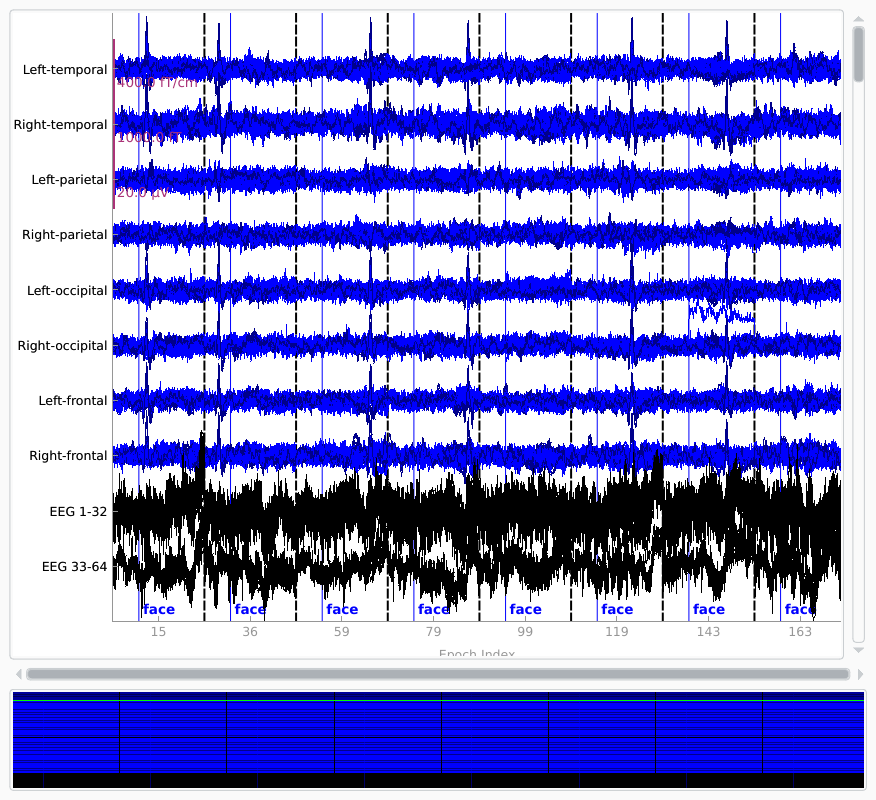 Left-temporal
Right-temporal
Left-parietal
Right-parietal
Left-occipital
Right-occipital
Left-frontal
Right-frontal
EEG 1-32
EEG 33-64
20.0 µV
face face face face face face face face
15 36 59 79 99 119 143 163
Epoch Index